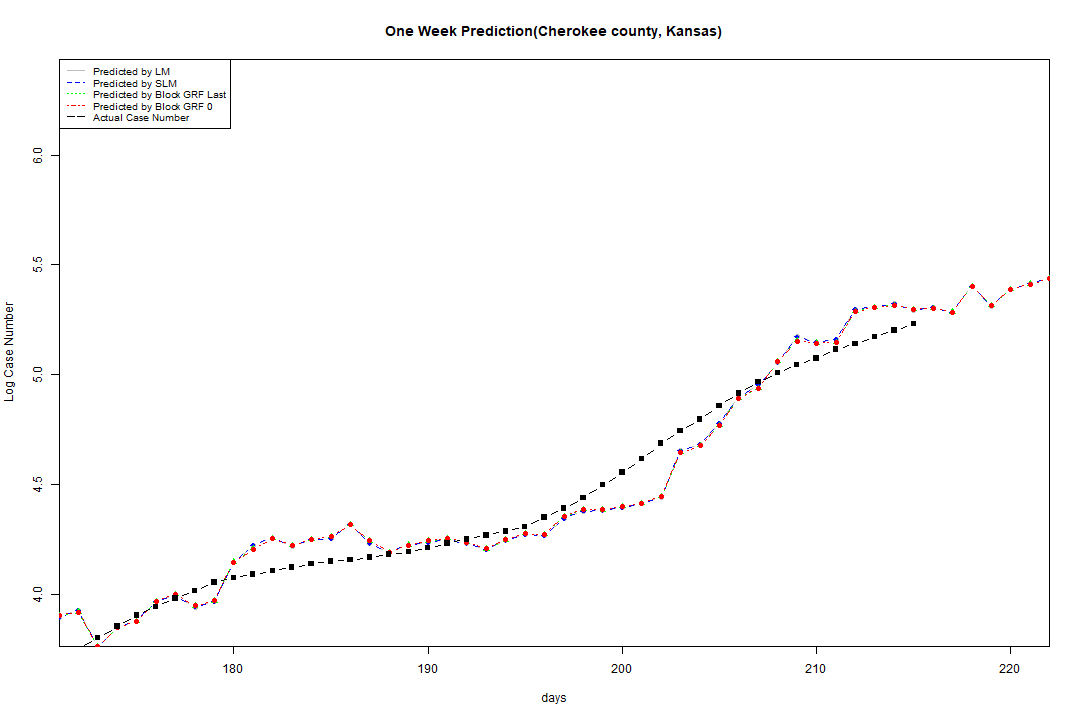 One Week Prediction(Cherokee county, Kansas)
Predicted by LM
Predicted by SLM
Predicted by Block GRF Last
Predicted by Block GRF 0
Actual Case Number
6.0
5.5
5.0
4.5
4.0
Log Case Number
180 190 200 210 220
days